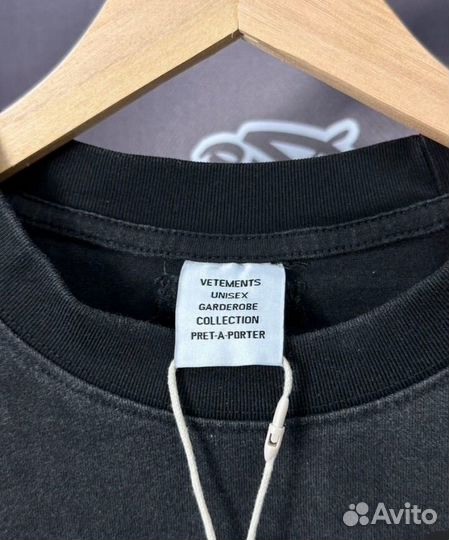 VETEMENTS
UNISEX
GARDEROBE
COLLECTION
PRET-A-PORTER
Avito